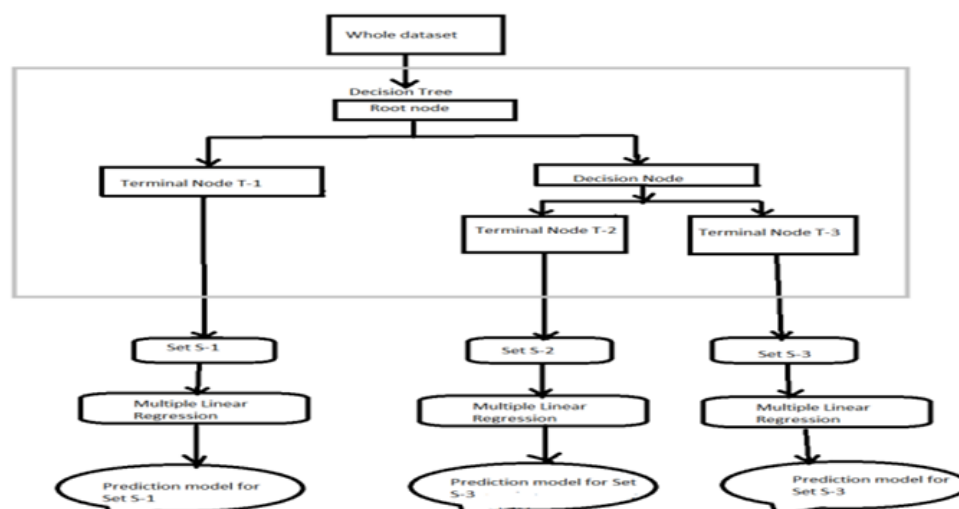 Whole dataset
Decision Tree
Root node
Terminal Node T-1
Decision Node
Terminal Node T-2
Terminal Node T-3
Set S-1
Set S-2
Set S-3
Multiple Linear
Regression
Multiple Linear
Regression
Multiple Linear
Regression
Prediction model for
Set S-1
Prediction model for Set
S-3
Prediction model for
Set S-3